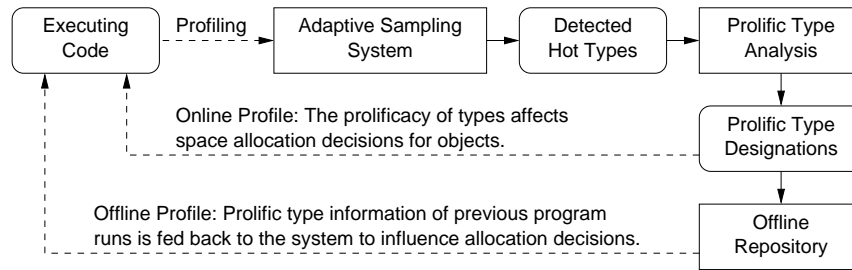 Executing
Code
Profiling
Adaptive Sampling
System
Detected
Hot Types
Prolific Type
Analysis
Online Profile: The prolificacy of types affects
space allocation decisions for objects.
Prolific Type
Designations
Offline Profile: Prolific type information of previous program
runs is fed back to the system to influence allocation decisions.
Offline
Repository